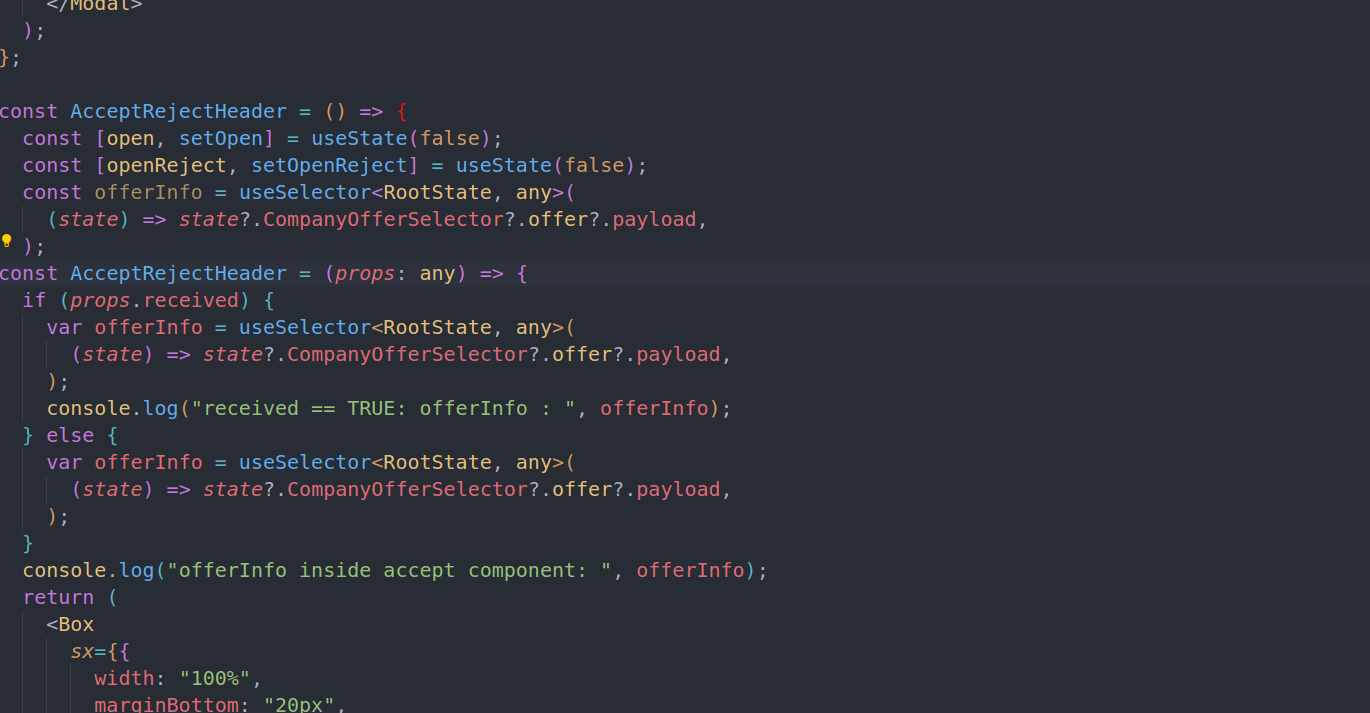 </Modal>
);
};
const AcceptRejectHeader = () => {
const [open, setOpen] = useState(false);
const [openReject, setOpenReject] = useState(false);
const offerInfo = useSelector<RootState, any>(
(state) => state?.CompanyOfferSelector?.offer?.payload,
);
const AcceptRejectHeader = (props: any) => {
if (props.received) {
var offerInfo = useSelector<RootState, any>(
(state) => state?.CompanyOfferSelector?.offer?.payload,
);
console.log("received == TRUE: offerInfo : ", offerInfo);
} else {
var offerInfo = useSelector<RootState, any>(
(state) => state?.CompanyOfferSelector?.offer?.payload,
);
}
console.log("offerInfo inside accept component: ", offerInfo);
return (
<Box
sx={{
width: "100%",
marginBottom: "20px",